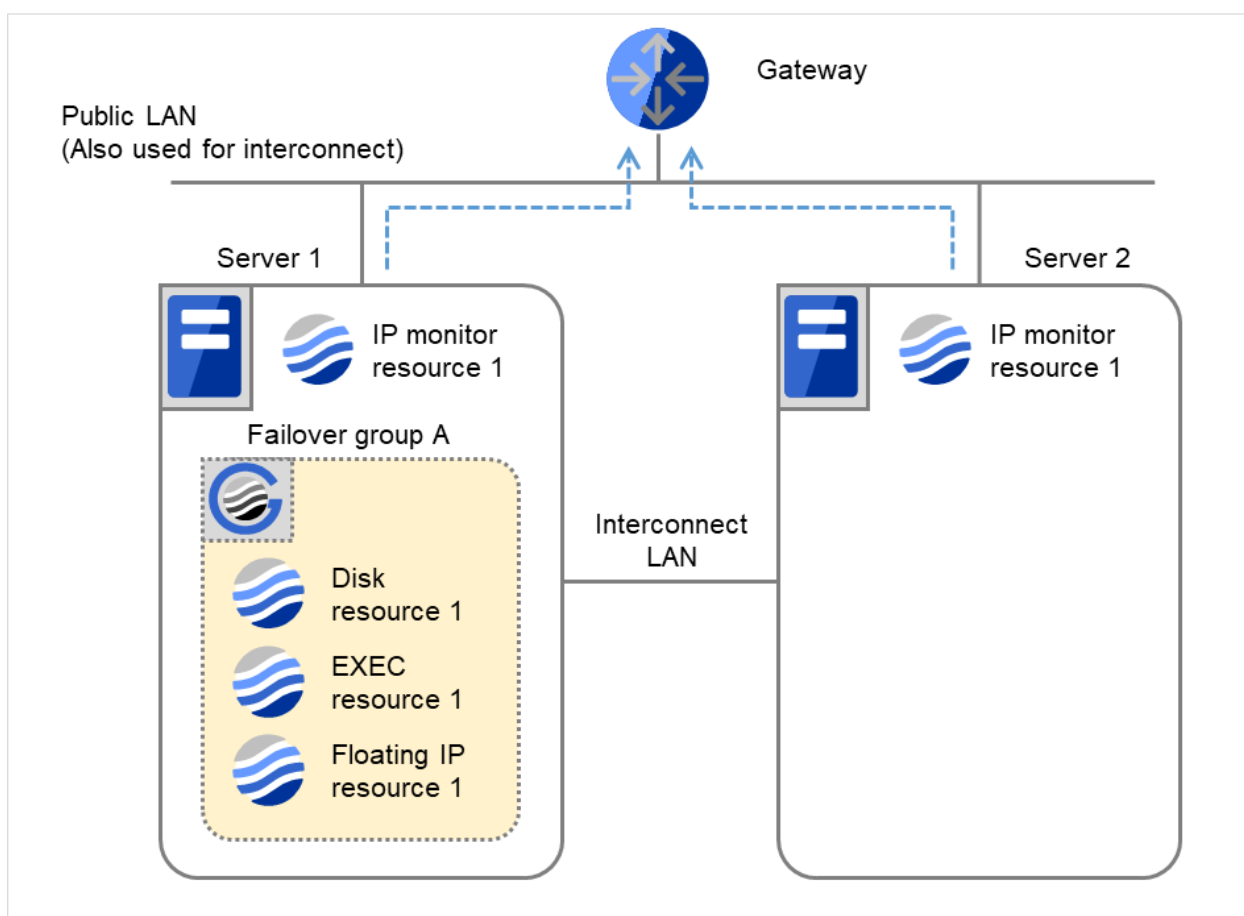 Gateway
Public LAN
(Also used for interconnect)
Server 1
Server 2
IP monitor
resource 1
IP monitor
resource 1
Failover group A
Interconnect
LAN
Disk
resource 1
EXEC
resource 1
Floating IP
resource 1